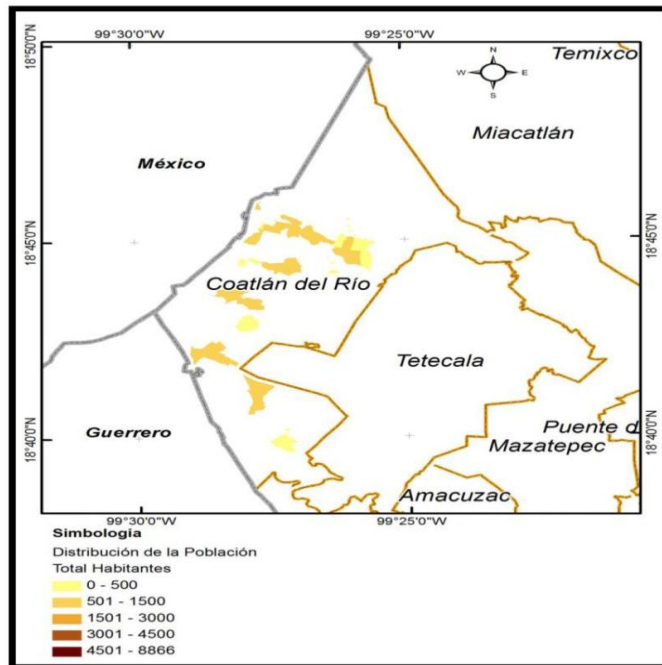 99°30'0"W 99°25'0"W
18°50'0"N
Temixco
N
W E
S
Miacatlán
México
18°45'0"N 18°45'0"N
Coatlán del Río
Tetecala
Guerrero
Puente d
Mazatepec
18°40'0"N 18°40'0"N
Amacuzac
99°30'0"W 99°25'0"W
Simbología
Distribución de la Población
Total Habitantes
0 - 500
501 - 1500
1501 - 3000
3001 - 4500
4501 - 8866